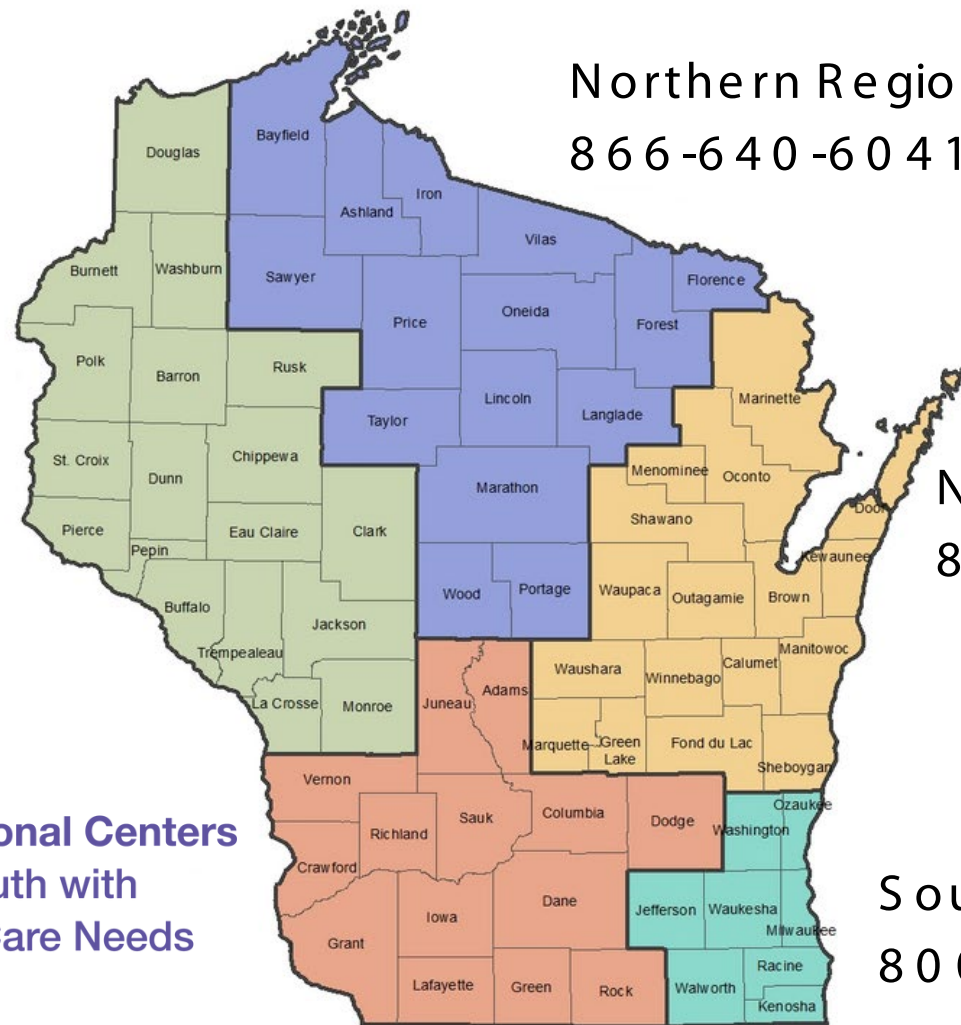 Northern Regio
866-640-6041
Bayfield
Douglas
Iron
Ashland
Vilas
Burnett
Washburn
Sawyer
Florence
Oneida
Price
Forest
Polk
Barron
Rusk
Marinette
Lincoln
Langlade
Taylor
Chippewa
St. Croix
Menominee
Oconto
Dunn
Marathon
N
Door
Shawano
Pierce
Eau Claire
Clark
Pepin
Kewaunee
8
Wood
Portage
Waupaca
Outagamie
Brown
Buffalo
Jackson
Trempealeau
Manitowoc
Calumet
Waushara
Winnebago
La Crosse
Monroe
Juneau
Adams
Marquette
Green
Lake
Fond du Lac
Sheboygan
Vernon
Ozaukee
Columbia
Sauk
Dodge
Washington
Richland
onal Centers
Crawford
uth with
Sou
Dane
Jefferson
Waukesha
Iowa
Milwaukee
are Needs
Grant
800
Racine
Lafayette
Green
Rock
Walworth
Kenosha